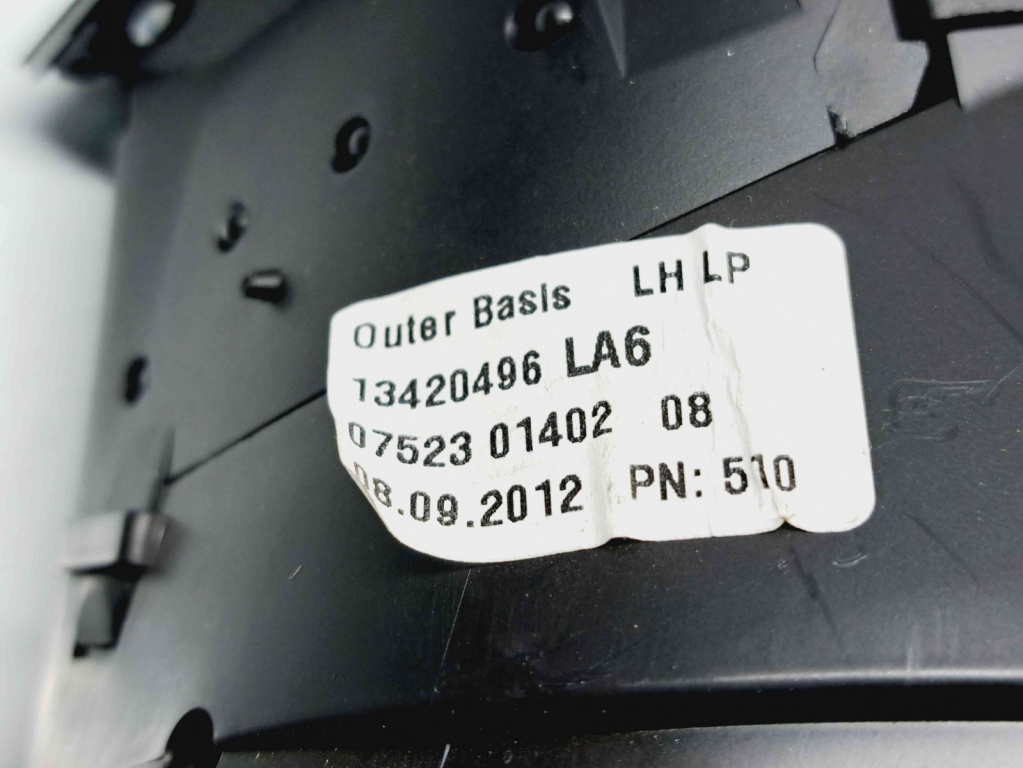 Outer Basis LH LP
13420496 LA6
07523 01402 08
08.09.2012 PN: 510